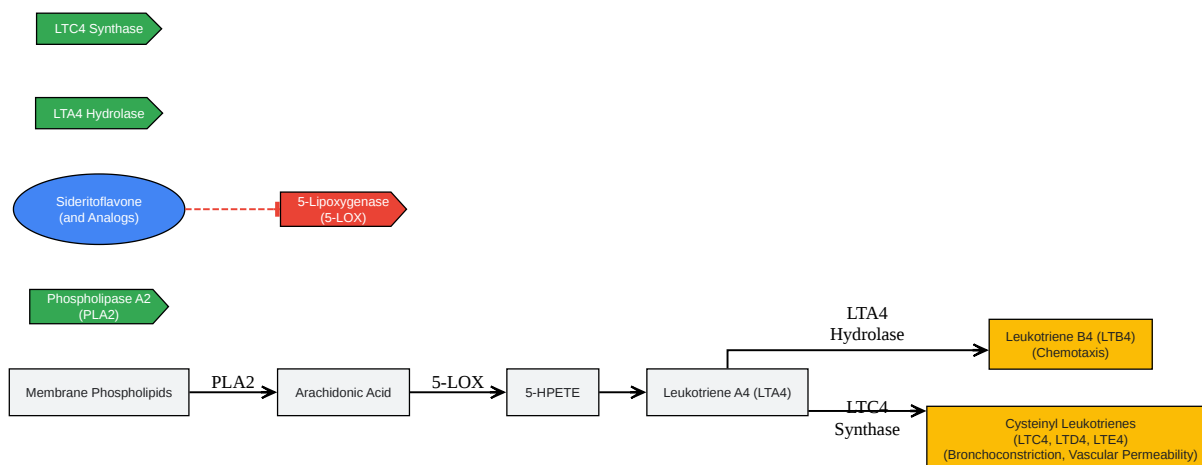 LTC4 Synthase
LTA4 Hydrolase
Sideritoflavone
(and Analogs)
5-Lipoxygenase
(5-LOX)
Phospholipase A2
(PLA2)
LTA4
Hydrolase
Leukotriene B4 (LTB4)
(Chemotaxis)
Membrane Phospholipids
PLA2
Arachidonic Acid
5-LOX
5-HPETE
Leukotriene A4 (LTA4)
LTC4
Synthase
Cysteinyl Leukotrienes
(LTC4, LTD4, LTE4)
(Bronchoconstriction, Vascular Permeability)